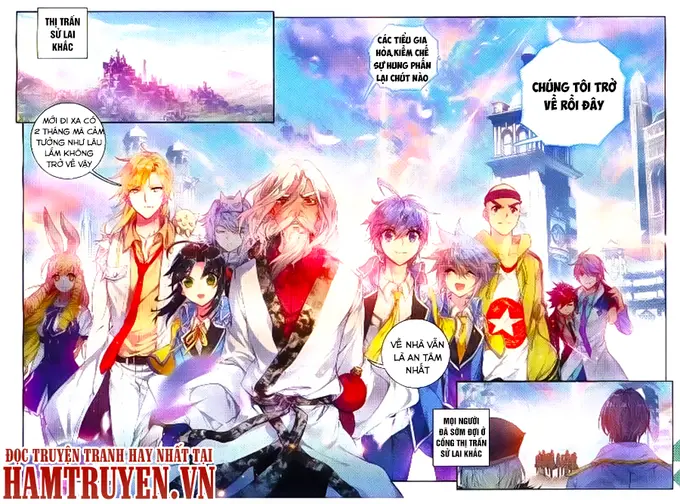 THỊ TRẤN
SỬ LAI
KHẮC
CÁC TIỂU GIA
HỎA,KIỀM CHẾ
SỰ HƯNG PHẤN
LẠI CHÚT NÀO
CHÚNG TÔI TRỞ
VỀ RỒI ĐÂY
MỚI ĐI XA CÓ
2 THÁNG MÀ CẢM
TƯỞNG NHƯ LÂU
LẮM KHÔNG
TRỞ VỀ VẬY
VỀ NHÀ VẪN
LÀ AN TÂM
NHẤT
MỌI NGƯỜI
ĐÃ SỚM ĐỢI Ở
CỔNG THỊ TRẤN
SỬ LAI KHẮC
ĐỌC TRUYỆN TRANH HAY NHẤT TẠI
HAMTRUYEN.VN